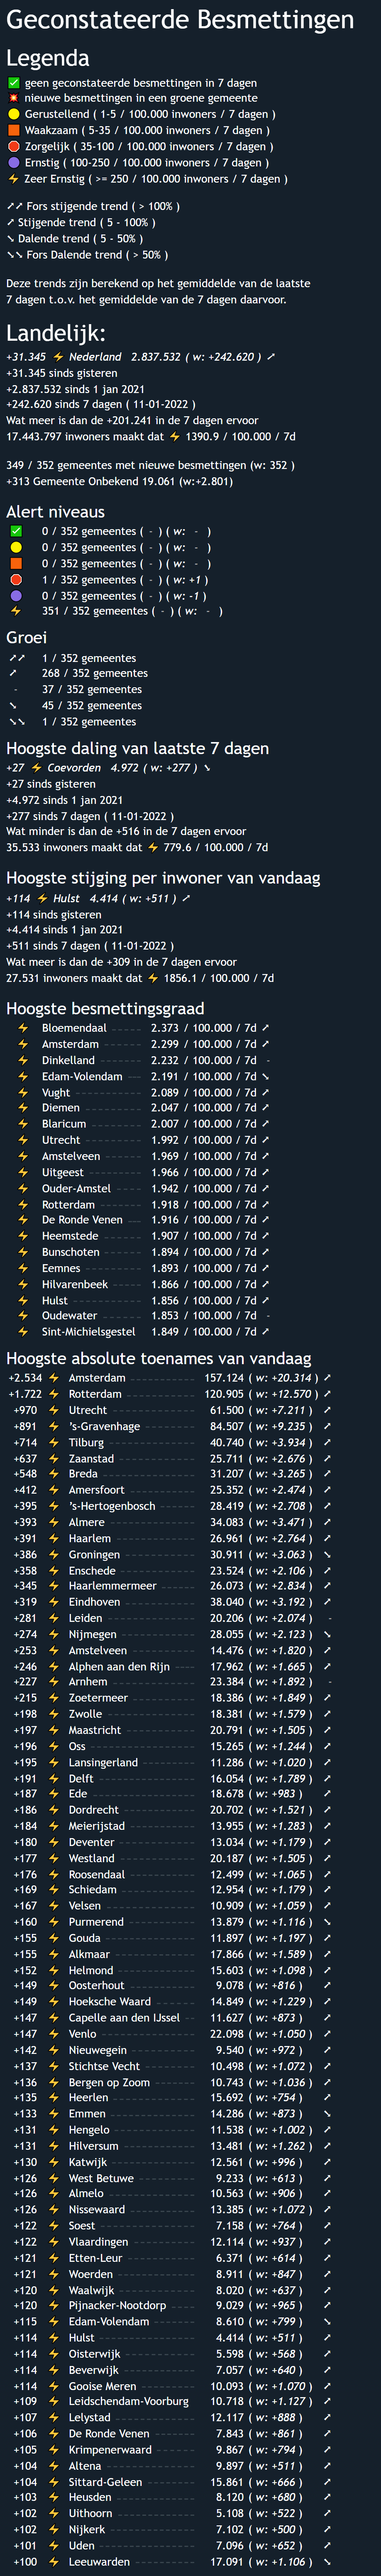 Geconstateerde Besmettingen
Legenda
✅ geen geconstateerde besmettingen in 7 dagen
💥 nieuwe besmettingen in een groene gemeente
🟡 Gerustellend ( 1-5 / 100.000 inwoners / 7 dagen )
🟧 Waakzaam ( 5-35 / 100.000 inwoners / 7 dagen )
🔴 Zorgelijk ( 35-100 / 100.000 inwoners / 7 dagen )
🟣 Ernstig ( 100-250 / 100.000 inwoners / 7 dagen )
⚡ Zeer Ernstig ( >= 250 / 100.000 inwoners / 7 dagen )
⤤⤤ Fors stijgende trend ( > 100% )
⤤ Stijgende trend ( 5 - 100% )
⤥ Dalende trend ( 5 - 50% )
⤥⤥ Fors Dalende trend ( > 50% )
Deze trends zijn berekend op het gemiddelde van de laatste
7 dagen t.o.v. het gemiddelde van de 7 dagen daarvoor.
Landelijk:
+31.345 ⚡ Nederland 2.837.532 ( w: +242.620 ) ⤤
+31.345 sinds gisteren
+2.837.532 sinds 1 jan 2021
+242.620 sinds 7 dagen ( 11-01-2022 )
Wat meer is dan de +201.241 in de 7 dagen ervoor
17.443.797 inwoners maakt dat ⚡ 1390.9 / 100.000 / 7d
349 / 352 gemeentes met nieuwe besmettingen (w: 352 )
+313 Gemeente Onbekend 19.061 (w:+2.801)
Alert niveaus
✅ 0 / 352 gemeentes ( - ) ( w: - )
🟡 0 / 352 gemeentes ( - ) ( w: - )
🟧 0 / 352 gemeentes ( - ) ( w: - )
🔴 1 / 352 gemeentes ( - ) ( w: +1 )
🟣 0 / 352 gemeentes ( - ) ( w: -1 )
⚡ 351 / 352 gemeentes ( - ) ( w: - )
Groei
⤤⤤ 1 / 352 gemeentes
⤤ 268 / 352 gemeentes
- 37 / 352 gemeentes
⤥ 45 / 352 gemeentes
⤥⤥ 1 / 352 gemeentes
Hoogste daling van laatste 7 dagen
+27 ⚡ Coevorden 4.972 ( w: +277 ) ⤥
+27 sinds gisteren
+4.972 sinds 1 jan 2021
+277 sinds 7 dagen ( 11-01-2022 )
Wat minder is dan de +516 in de 7 dagen ervoor
35.533 inwoners maakt dat ⚡ 779.6 / 100.000 / 7d
Hoogste stijging per inwoner van vandaag
+114 ⚡ Hulst 4.414 ( w: +511 ) ⤤
+114 sinds gisteren
+4.414 sinds 1 jan 2021
+511 sinds 7 dagen ( 11-01-2022 )
Wat meer is dan de +309 in de 7 dagen ervoor
27.531 inwoners maakt dat ⚡ 1856.1 / 100.000 / 7d
Hoogste besmettingsgraad
⚡ Bloemendaal 2.373 / 100.000 / 7d ⤤
⚡ Amsterdam 2.299 / 100.000 / 7d ⤤
⚡ Dinkelland 2.232 / 100.000 / 7d -
⚡ Edam-Volendam 2.191 / 100.000 / 7d ⤥
⚡ Vught 2.089 / 100.000 / 7d ⤤
⚡ Diemen 2.047 / 100.000 / 7d ⤤
⚡ Blaricum 2.007 / 100.000 / 7d ⤤
⚡ Utrecht 1.992 / 100.000 / 7d ⤤
⚡ Amstelveen 1.969 / 100.000 / 7d ⤤
⚡ Uitgeest 1.966 / 100.000 / 7d ⤤
⚡ Ouder-Amstel 1.942 / 100.000 / 7d ⤤
⚡ Rotterdam 1.918 / 100.000 / 7d ⤤
⚡ De Ronde Venen 1.916 / 100.000 / 7d ⤤
⚡ Heemstede 1.907 / 100.000 / 7d ⤤
⚡ Bunschoten 1.894 / 100.000 / 7d ⤤
⚡ Eemnes 1.893 / 100.000 / 7d ⤤
⚡ Hilvarenbeek 1.866 / 100.000 / 7d ⤤
⚡ Hulst 1.856 / 100.000 / 7d ⤤
⚡ Oudewater 1.853 / 100.000 / 7d -
⚡ Sint-Michielsgestel 1.849 / 100.000 / 7d ⤤
Hoogste absolute toenames van vandaag
+2.534 ⚡ Amsterdam 157.124 ( w: +20.314 ) ⤤
+1.722 ⚡ Rotterdam 120.905 ( w: +12.570 ) ⤤
+970 ⚡ Utrecht 61.500 ( w: +7.211 ) ⤤
+891 ⚡ 's-Gravenhage 84.507 ( w: +9.235 ) ⤤
+714 ⚡ Tilburg 40.740 ( w: +3.934 ) ⤤
+637 ⚡ Zaanstad 25.711 ( w: +2.676 ) ⤤
+548 ⚡ Breda 31.207 ( w: +3.265 ) ⤤
+412 ⚡ Amersfoort 25.352 ( w: +2.474 ) ⤤
+395 ⚡ 's-Hertogenbosch 28.419 ( w: +2.708 ) ⤤
+393 ⚡ Almere 34.083 ( w: +3.471 ) ⤤
+391 ⚡ Haarlem 26.961 ( w: +2.764 ) ⤤
+386 ⚡ Groningen 30.911 ( w: +3.063 ) ⤥
+358 ⚡ Enschede 23.524 ( w: +2.106 ) ⤤
+345 ⚡ Haarlemmermeer 26.073 ( w: +2.834 ) ⤤
+319 ⚡ Eindhoven 38.040 ( w: +3.192 ) ⤤
+281 ⚡ Leiden 20.206 ( w: +2.074 ) -
+274 ⚡ Nijmegen 28.055 ( w: +2.123 ) ⤥
+253 ⚡ Amstelveen 14.476 ( w: +1.820 ) ⤤
+246 ⚡ Alphen aan den Rijn 17.962 ( w: +1.665 ) ⤤
+227 ⚡ Arnhem 23.384 ( w: +1.892 ) -
+215 ⚡ Zoetermeer 18.386 ( w: +1.849 ) ⤤
+198 ⚡ Zwolle 18.381 ( w: +1.579 ) ⤤
+197 ⚡ Maastricht 20.791 ( w: +1.505 ) ⤤
+196 ⚡ Oss 15.265 ( w: +1.244 ) ⤤
+195 ⚡ Lansingerland 11.286 ( w: +1.020 ) ⤤
+191 ⚡ Delft 16.054 ( w: +1.789 ) ⤤
+187 ⚡ Ede 18.678 ( w: +983 ) ⤤
+186 ⚡ Dordrecht 20.702 ( w: +1.521 ) ⤤
+184 ⚡ Meierijstad 13.955 ( w: +1.283 ) ⤤
+180 ⚡ Deventer 13.034 ( w: +1.179 ) ⤤
+177 ⚡ Westland 20.187 ( w: +1.505 ) ⤤
+176 ⚡ Roosendaal 12.499 ( w: +1.065 ) ⤤
+169 ⚡ Schiedam 12.954 ( w: +1.179 ) ⤤
+167 ⚡ Velsen 10.909 ( w: +1.059 ) ⤤
+160 ⚡ Purmerend 13.879 ( w: +1.116 ) ⤥
+155 ⚡ Gouda 11.897 ( w: +1.197 ) ⤤
+155 ⚡ Alkmaar 17.866 ( w: +1.589 ) ⤤
+152 ⚡ Helmond 15.603 ( w: +1.098 ) ⤤
+149 ⚡ Oosterhout 9.078 ( w: +816 ) ⤤
+149 ⚡ Hoeksche Waard 14.849 ( w: +1.229 ) ⤤
+147 ⚡ Capelle aan den IJssel 11.627 ( w: +873 ) ⤤
+147 ⚡ Venlo 22.098 ( w: +1.050 ) ⤤
+142 ⚡ Nieuwegein 9.540 ( w: +972 ) ⤤
+137 ⚡ Stichtse Vecht 10.498 ( w: +1.072 ) ⤤
+136 ⚡ Bergen op Zoom 10.743 ( w: +1.036 ) ⤤
+135 ⚡ Heerlen 15.692 ( w: +754 ) ⤤
+133 ⚡ Emmen 14.286 ( w: +873 ) ⤥
+131 ⚡ Hengelo 11.538 ( w: +1.002 ) ⤤
+131 ⚡ Hilversum 13.481 ( w: +1.262 ) ⤤
+130 ⚡ Katwijk 12.561 ( w: +996 ) ⤤
+126 ⚡ West Betuwe 9.233 ( w: +613 ) ⤤
+126 ⚡ Almelo 10.563 ( w: +906 ) ⤤
+126 ⚡ Nissewaard 13.385 ( w: +1.072 ) ⤤
+122 ⚡ Soest 7.158 ( w: +764 ) ⤤
+122 ⚡ Vlaardingen 12.114 ( w: +937 ) ⤤
+121 ⚡ Etten-Leur 6.371 ( w: +614 ) ⤤
+121 ⚡ Woerden 8.911 ( w: +847 ) ⤤
+120 ⚡ Waalwijk 8.020 ( w: +637 ) ⤤
+120 ⚡ Pijnacker-Nootdorp 9.029 ( w: +965 ) ⤤
+115 ⚡ Edam-Volendam 8.610 ( w: +799 ) ⤥
+114 ⚡ Hulst 4.414 ( w: +511 ) ⤤
+114 ⚡ Oisterwijk 5.598 ( w: +568 ) ⤤
+114 ⚡ Beverwijk 7.057 ( w: +640 ) ⤤
+114 ⚡ Gooise Meren 10.093 ( w: +1.070 ) ⤤
+109 ⚡ Leidschendam-Voorburg 10.718 ( w: +1.127 ) ⤤
+107 ⚡ Lelystad 12.117 ( w: +888 ) ⤤
+106 ⚡ De Ronde Venen 7.843 ( w: +861 ) ⤤
+105 ⚡ Krimpenerwaard 9.867 ( w: +794 ) ⤤
+104 ⚡ Altena 9.897 ( w: +511 ) ⤤
+104 ⚡ Sittard-Geleen 15.861 ( w: +666 ) ⤤
+103 ⚡ Heusden 8.120 ( w: +680 ) ⤤
+102 ⚡ Uithoorn 5.108 ( w: +522 ) ⤤
+102 ⚡ Nijkerk 7.102 ( w: +500 ) ⤤
+101 ⚡ Uden 7.096 ( w: +652 ) ⤤
+100 ⚡ Leeuwarden 17.091 ( w: +1.106 ) ⤥